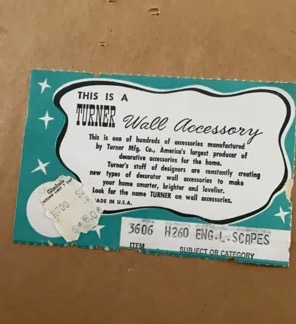 THIS IS A
TURNER Wall Accessory
This is one of hundreds of accessories manufactured
by Turner Mfg. Co., America's largest producer of
decorative accessories for the home.
Turner's staff of designers are constantly creating
new types of decorator wall accessories to make
your home smarter, brighter and lovelier.
Look for the name TURNER on wall accessories.
MADE IN U.S.A.
3606 H260 ENG.L.SCAPES
ITEM SUBJECT OR CATEGORY